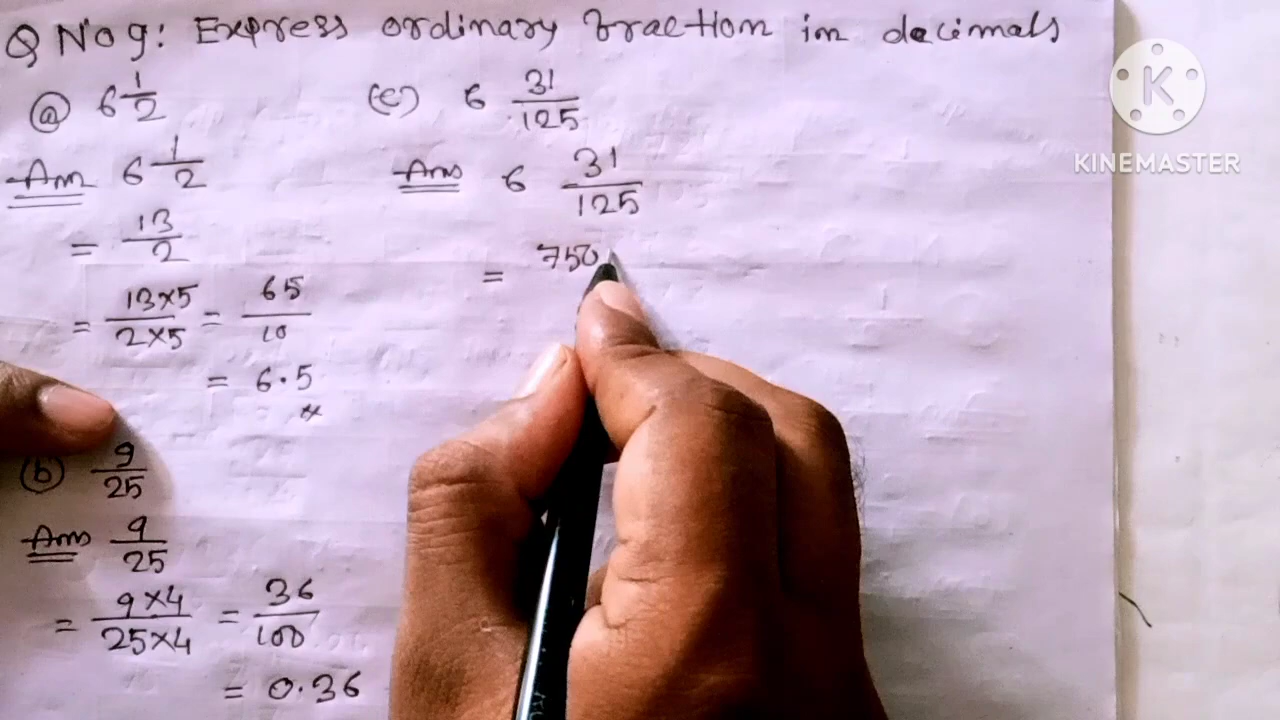 Q No 9: Express ordinary fraction in decimals
(a) 6 1/2
Ans 6 1/2
= 13/2
= 13×5/2×5 = 65/10
= 6.5
(b) 9/25
Ans 9/25
= 9×4/25×4 = 36/100
= 0.36
(c) 6 31/125
Ans 6 31/125
= 750
K
KINEMASTER